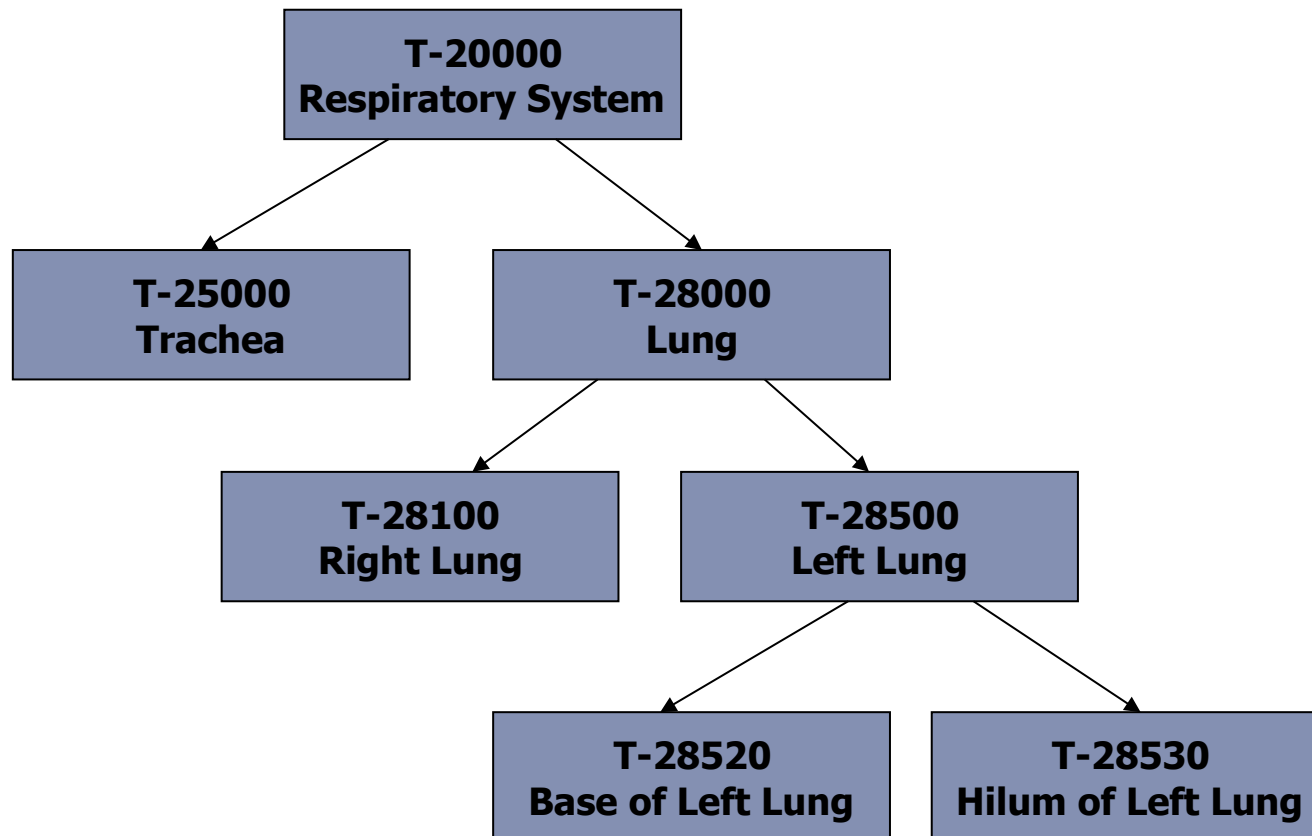 T-20000
Respiratory System
T-25000
Trachea
T-28000
Lung
T-28100
Right Lung
T-28500
Left Lung
T-28520
Base of Left Lung
T-28530
Hilum of Left Lung